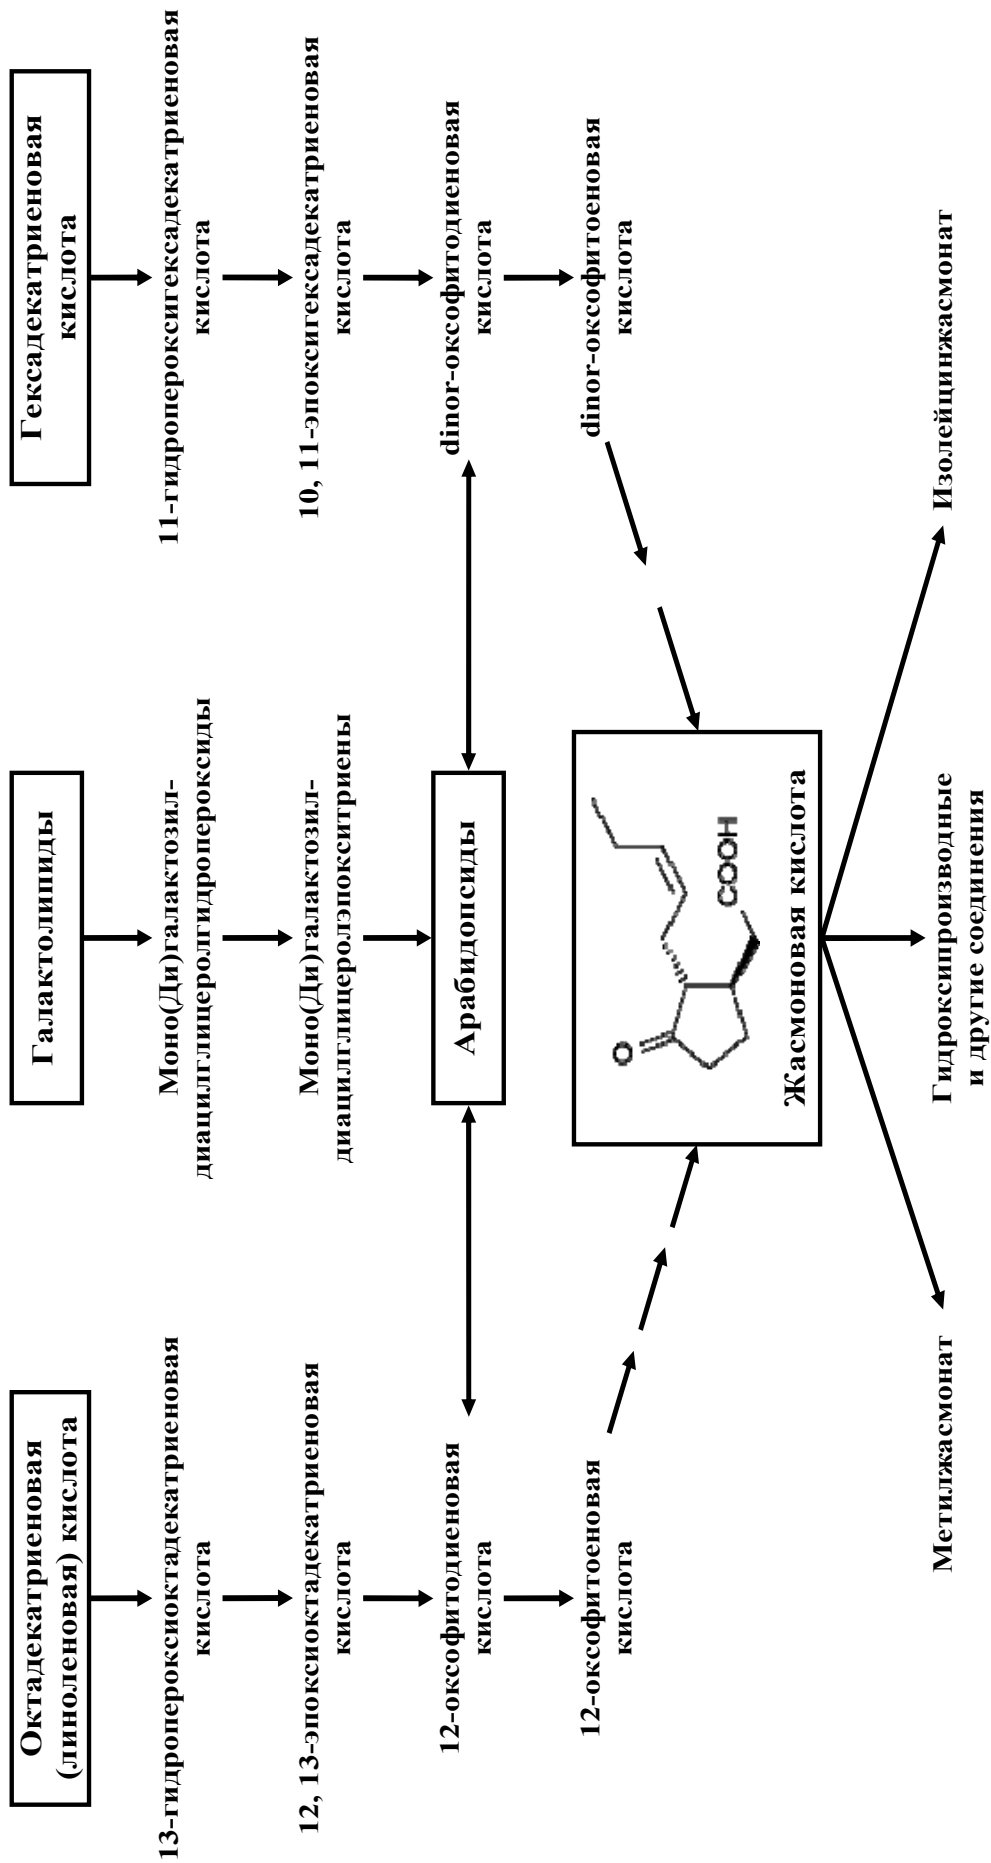 Октадекатриеновая
(линоленовая) кислота
13-гидропероксиоктадекатриеновая
кислота
12, 13-эпоксиоктадекатриеновая
кислота
12-оксофитодиеновая
кислота
12-оксофитоеновая
кислота
Галактолипиды
Моно(Ди)галактозил-
диацилглицеролгидропероксиды
Моно(Ди)галактозил-
диацилглицеролэпокситриены
Арабидопсиды
Гексадекатриеновая
кислота
11-гидропероксигексадекатриеновая
кислота
10, 11-эпоксигексадекатриеновая
кислота
dinor-оксофитодиеновая
кислота
dinor-оксофитоеновая
кислота
O
COOH
Жасмоновая кислота
Метилжасмонат
Гидроксипроизводные
и другие соединения
Изолейцинжасмонат